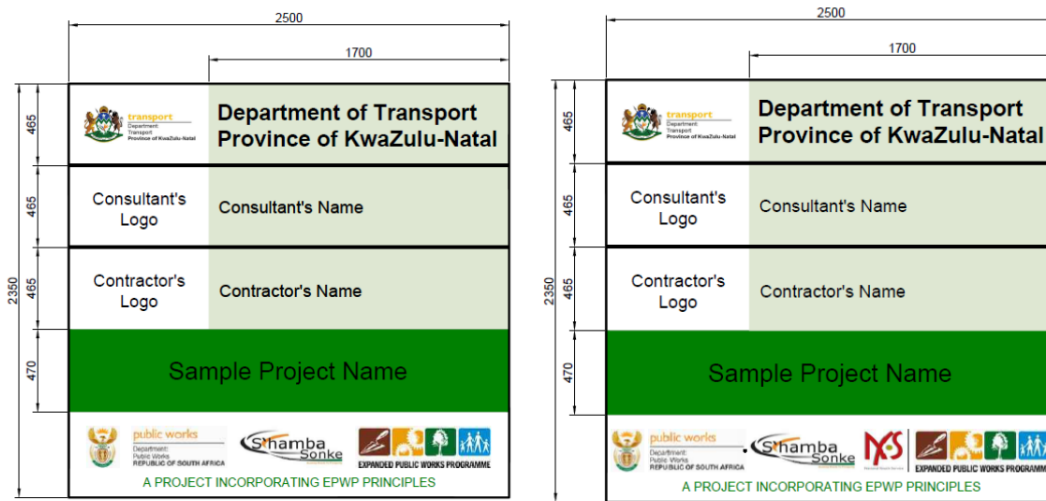 2500
1700
465
transport
Department:
Transport
Province of KwaZulu-Natal
Department of Transport
Province of KwaZulu-Natal
465
Consultant's
Logo
Consultant's Name
2350
465
Contractor's
Logo
Contractor's Name
470
Sample Project Name
public works
Department:
Public Works
REPUBLIC OF SOUTH AFRICA
S'hamba
Sonke
EXPANDED PUBLIC WORKS PROGRAMME
A PROJECT INCORPORATING EPWP PRINCIPLES
2500
1700
465
transport
Department:
Transport
Province of KwaZulu-Natal
Department of Transport
Province of KwaZulu-Natal
465
Consultant's
Logo
Consultant's Name
2350
465
Contractor's
Logo
Contractor's Name
470
Sample Project Name
public works
Department:
Public Works
REPUBLIC OF SOUTH AFRICA
S'hamba
Sonke
NYS
EXPANDED PUBLIC WORKS PROGRAMME
A PROJECT INCORPORATING EPWP PRINCIPLES